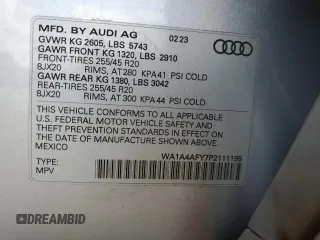 MFD. BY AUDI AG 02/23
GVWR KG 2605, LBS 5743
GAWR FRONT KG 1320, LBS 2910
FRONT-TIRES 255/45 R20
8JX20 RIMS, AT 280 KPA 41 PSI COLD
GAWR REAR KG 1380, LBS 3042
REAR-TIRES 255/45 R20
8JX20 RIMS, AT 300 KPA 44 PSI COLD
THIS VEHICLE CONFORMS TO ALL APPLICABLE
U.S. FEDERAL MOTOR VEHICLE SAFETY AND
THEFT PREVENTION STANDARDS IN EFFECT ON THE
DATE OF MANUFACTURE SHOWN ABOVE.
MEXICO
WA1A4AFY7P2111195
TYPE:
MPV
DREAMBID